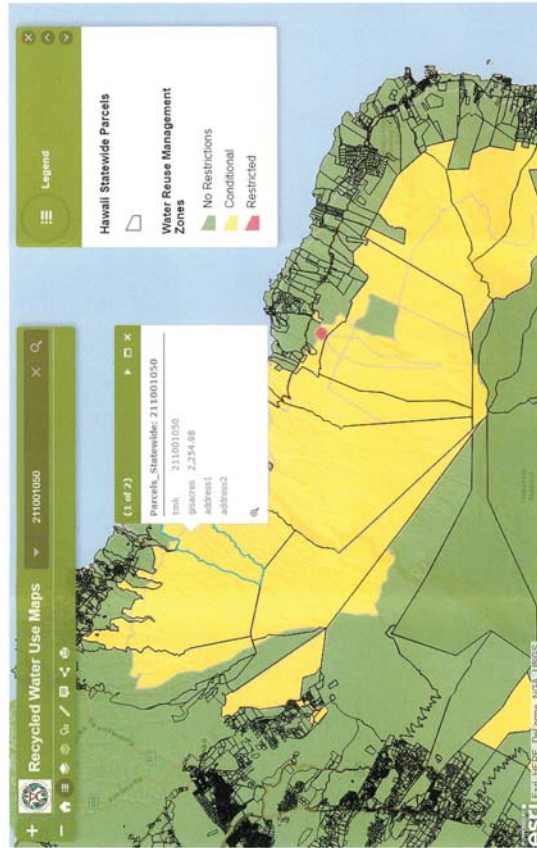 Recycled Water Use Maps
211001050
(1 of 2)
Parcels_Statewide: 211001050
tmk 211001050
gisacres 2,254.98
address1
address2
Legend
Hawaii Statewide Parcels
Water Reuse Management
Zones
No Restrictions
Conditional
Restricted
esri